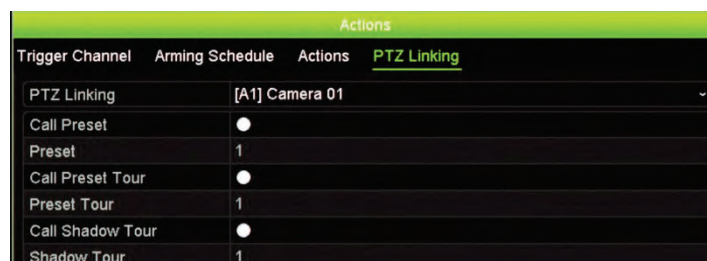 Actions
Trigger Channel Arming Schedule Actions PTZ Linking
PTZ Linking [A1] Camera 01
Call Preset
Preset 1
Call Preset Tour
Preset Tour 1
Call Shadow Tour
Shadow Tour 1